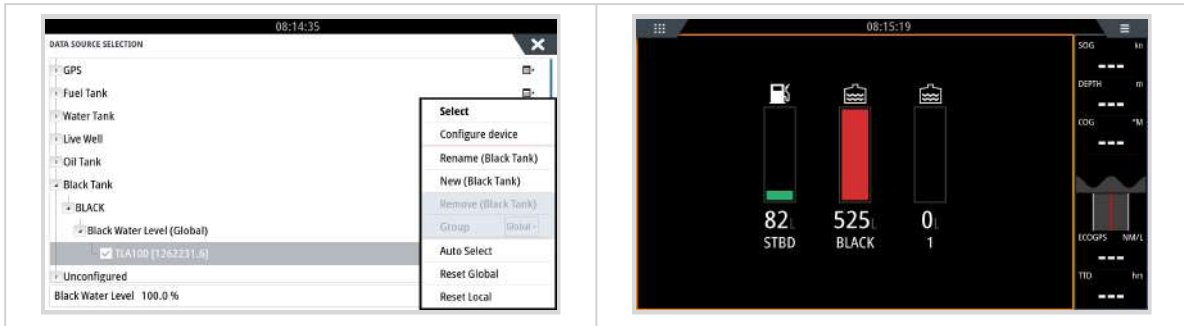 08:14:35
DATA SOURCE SELECTION
GPS
Fuel Tank
Water Tank
Live Well
Oil Tank
Black Tank
BLACK
Black Water Level (Global)
TLA100 [1262231.6]
Unconfigured
Black Water Level 100.0 %
Select
Configure device
Rename (Black Tank)
New (Black Tank)
Remove (Black Tank)
Group Global
Auto Select
Reset Global
Reset Local
08:15:19
82 L
STBD
525 L
BLACK
0 L
1
SOG kn
---
DEPTH m
---
COG °M
---
ECOGPS NM/L
---
TTD hrs
---